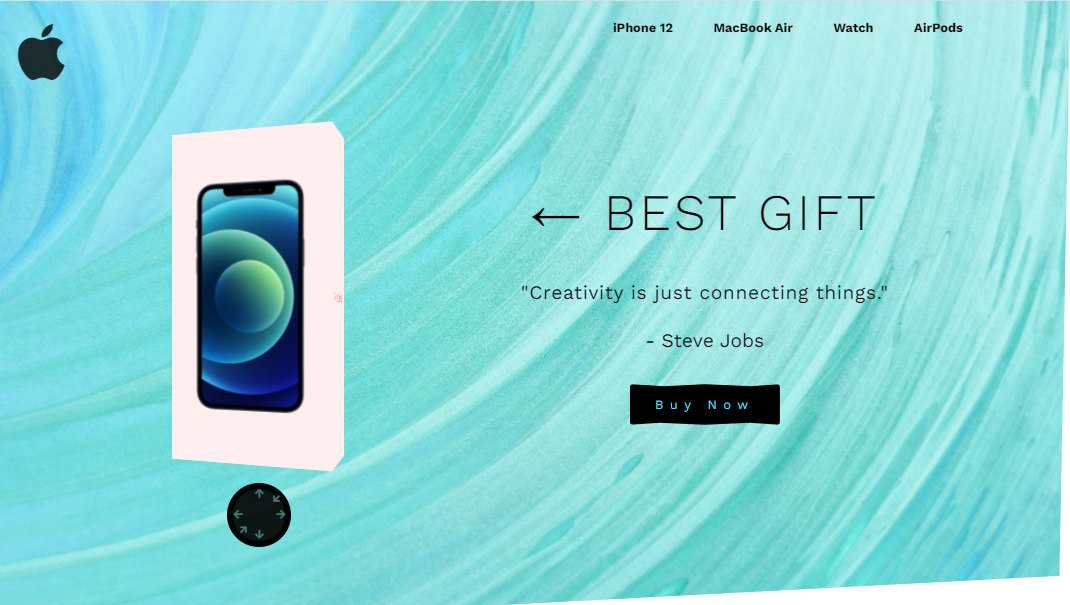 iPhone 12 MacBook Air Watch AirPods
← BEST GIFT
"Creativity is just connecting things."
- Steve Jobs
Buy Now